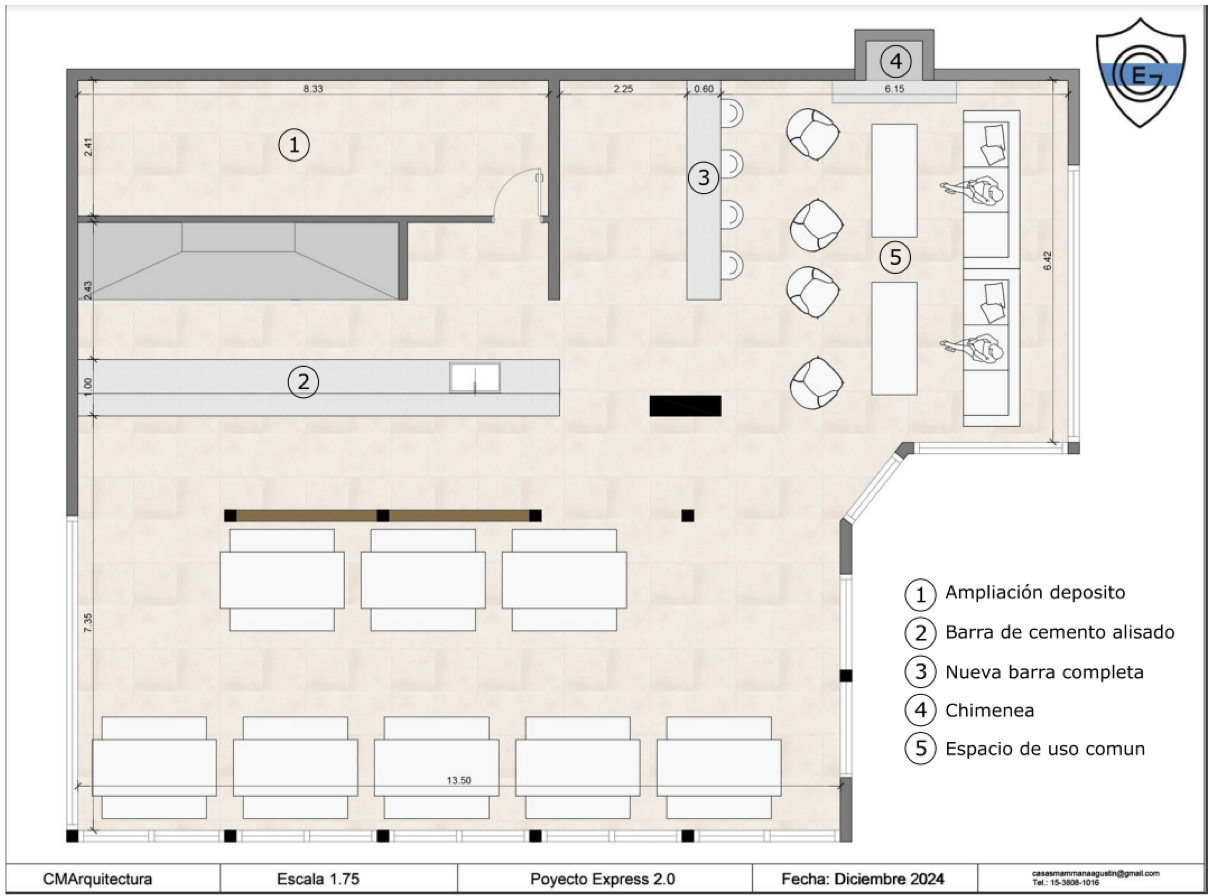 4
8.33
2.25
0.60
6.15
1
2.41
3
5
6.42
2.43
2
1.00
7.35
13.50
1 Ampliación deposito
2 Barra de cemento alisado
3 Nueva barra completa
4 Chimenea
5 Espacio de uso comun
CMArquitectura
Escala 1.75
Poyecto Express 2.0
Fecha: Diciembre 2024
casasmammanaagustin@gmail.com
Tel.: 15-3808-1016